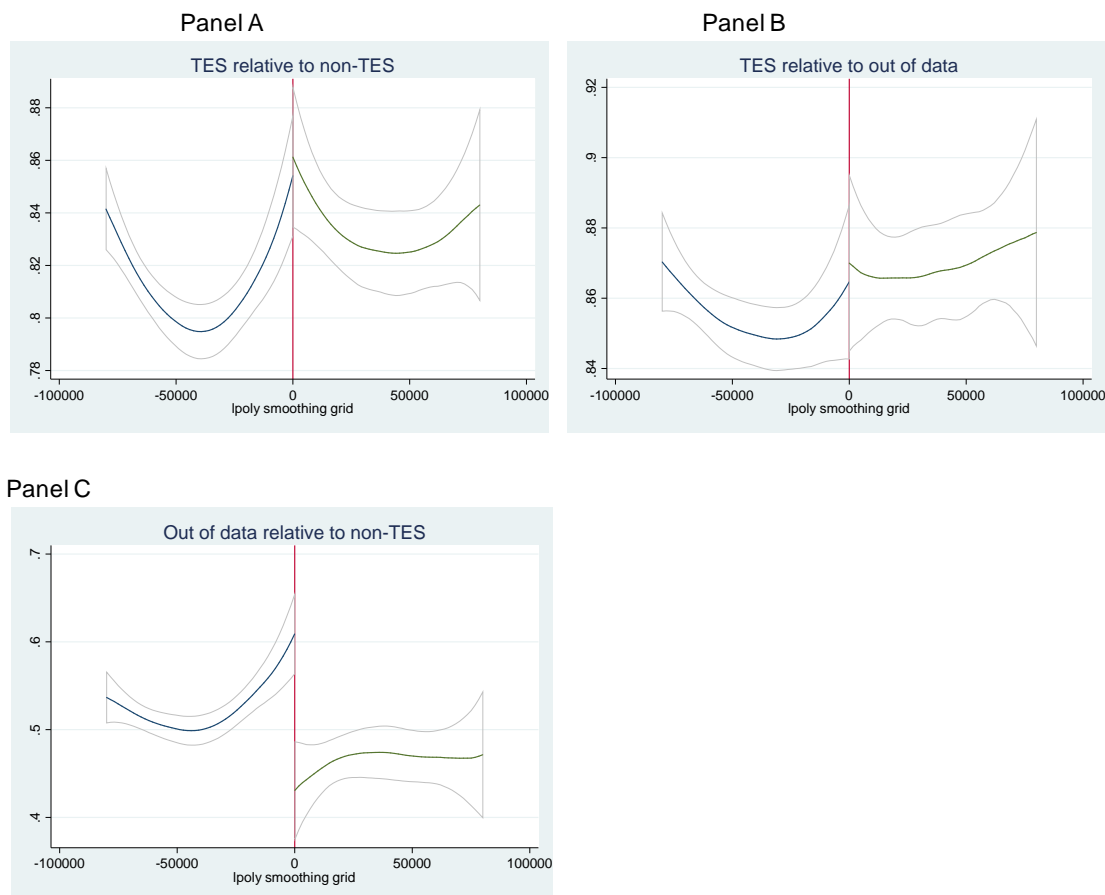 Panel A
TES relative to non-TES
.88
.86
.84
.82
.8
.78
-100000 -50000 0 50000 100000
lpoly smoothing grid
Panel B
TES relative to out of data
.92
.9
.88
.86
.84
-100000 -50000 0 50000 100000
lpoly smoothing grid
Panel C
Out of data relative to non-TES
.7
.6
.5
.4
-100000 -50000 0 50000 100000
lpoly smoothing grid